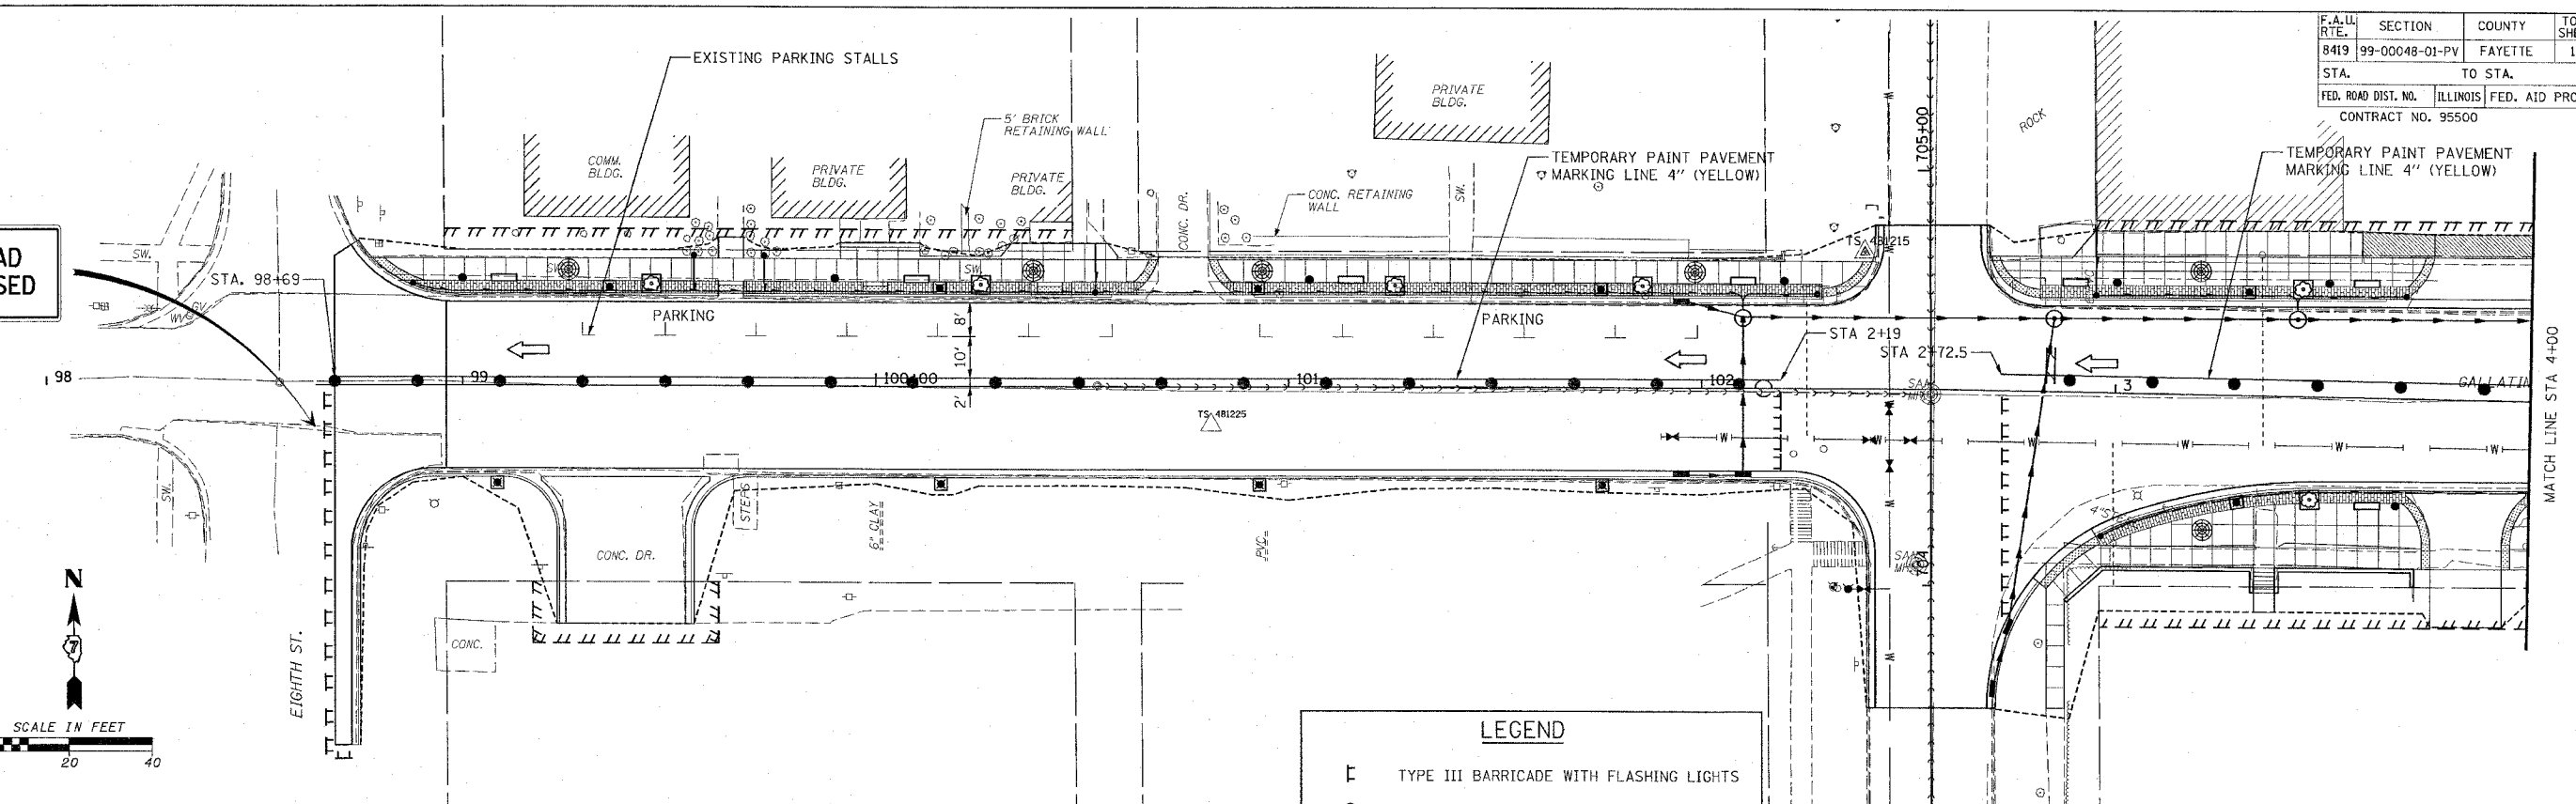 F.A.U. RTE. SECTION COUNTY
8419 99-00048-01-PV FAYETTE
STA. TO STA.
FED. ROAD DIST. NO. ILLINOIS FED. AID
CONTRACT NO. 95500
EXISTING PARKING STALLS
5' BRICK
RETAINING WALL
PRIVATE
BLDG.
COMM.
BLDG.
PRIVATE
BLDG.
PRIVATE
BLDG.
CONC. DR.
CONC. RETAINING
WALL
SW.
TEMPORARY PAINT PAVEMENT
MARKING LINE 4" (YELLOW)
705+00
ROCK
TEMPORARY PAINT PAVEMENT
MARKING LINE 4" (YELLOW)
SW.
STA. 98+69
SW.
SW.
TS 481215
GV
WV
PARKING
8'
PARKING
STA 2+19
STA 2+72.5
10'
98
99
100+00
101
102
3
GALLATIN
2'
TS 481225
MATCH LINE STA 4+00
W
W
W
W
W
W
SW.
STEPS
6" CLAY
PVC
CONC. DR.
704
N
7
CONC.
EIGHTH ST.
SCALE IN FEET
20 40
LEGEND
TYPE III BARRICADE WITH FLASHING LIGHTS